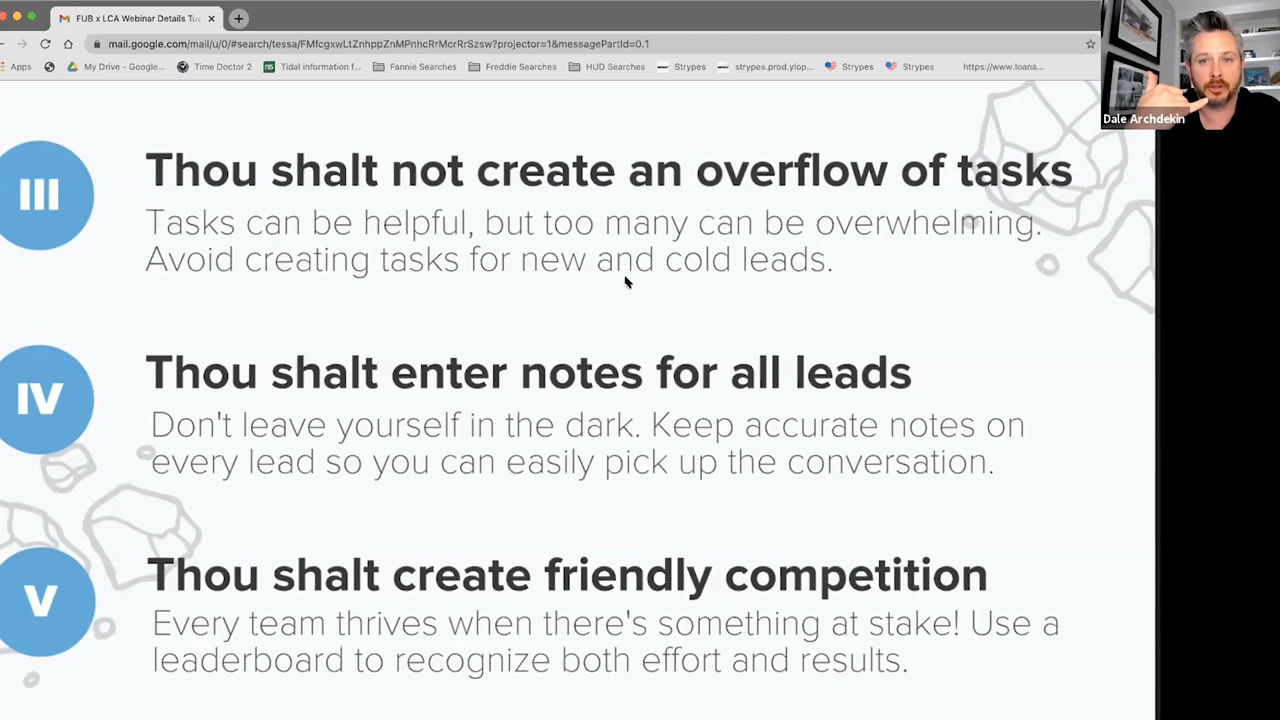 FUB x LCA Webinar Details Tue
mail.google.com/mail/u/0/#search/tessa/FMfcgxwLtZnhppZnMPnhcRrMcrRrSzsw?projector=1&messagePartId=0.1
Apps My Drive - Google... Time Doctor 2 Tidal information f... Fannie Searches Freddie Searches HUD Searches Strypes strypes.prod.ylop... Strypes Strypes https://www.loana...
Dale Archdekin
III
Thou shalt not create an overflow of tasks
Tasks can be helpful, but too many can be overwhelming.
Avoid creating tasks for new and cold leads.
IV
Thou shalt enter notes for all leads
Don't leave yourself in the dark. Keep accurate notes on
every lead so you can easily pick up the conversation.
V
Thou shalt create friendly competition
Every team thrives when there's something at stake! Use a
leaderboard to recognize both effort and results.